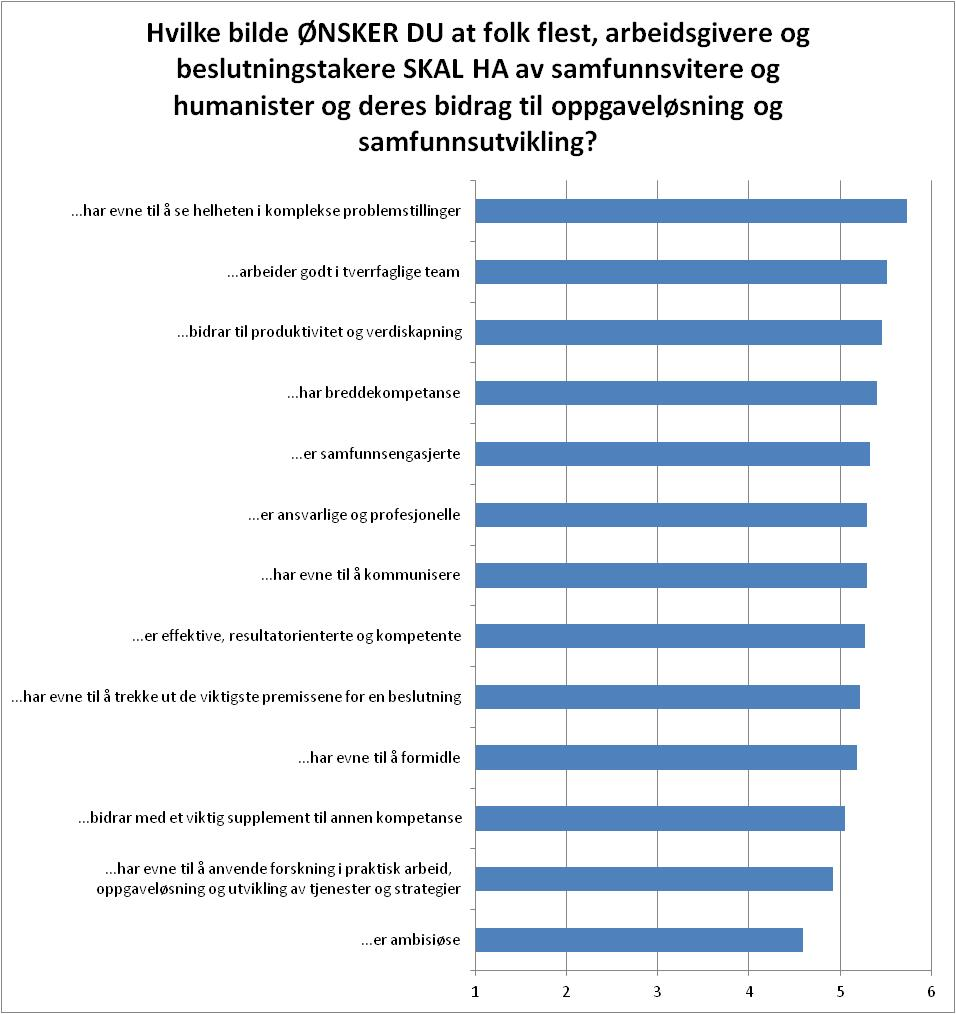 Hvilke bilde ØNSKER DU at folk flest, arbeidsgivere og
beslutningstakere SKAL HA av samfunnsvitere og
humanister og deres bidrag til oppgaveløsning og
samfunnsutvikling?
...har evne til å se helheten i komplekse problemstillinger
...arbeider godt i tverrfaglige team
...bidrar til produktivitet og verdiskapning
...har breddekompetanse
...er samfunnsengasjerte
...er ansvarlige og profesjonelle
...har evne til å kommunisere
...er effektive, resultatorienterte og kompetente
...har evne til å trekke ut de viktigste premissene for en beslutning
...har evne til å formidle
...bidrar med et viktig supplement til annen kompetanse
...har evne til å anvende forskning i praktisk arbeid,
oppgaveløsning og utvikling av tjenester og strategier
...er ambisiøse
1 2 3 4 5 6